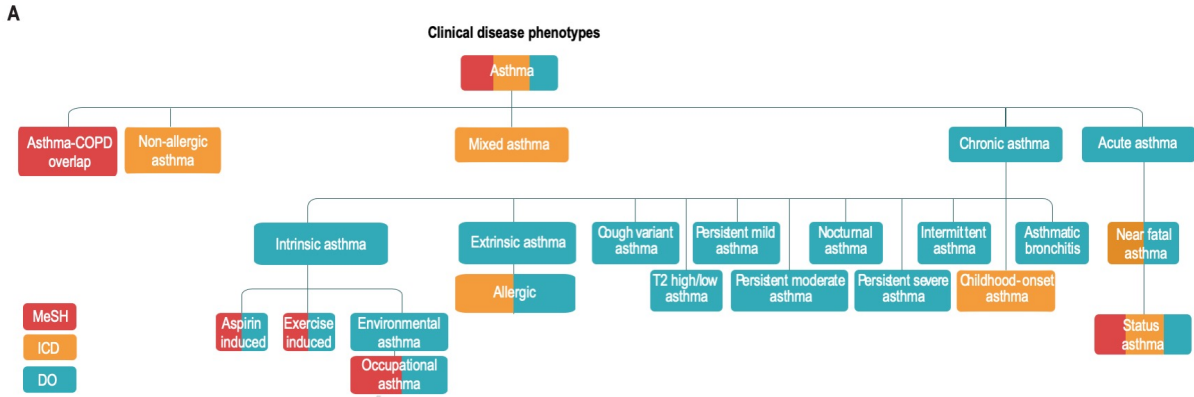 A
Clinical disease phenotypes
Asthma
Asthma-COPD
overlap
Non-allergic
asthma
Mixed asthma
Chronic asthma
Acute asthma
Intrinsic asthma
Extrinsic asthma
Cough variant
asthma
Persistent mild
asthma
Nocturnal
asthma
Intermittent
asthma
Asthmatic
bronchitis
Near fatal
asthma
Allergic
T2 high/low
asthma
Persistent moderate
asthma
Persistent severe
asthma
Childhood-onset
asthma
Aspirin
induced
Exercise
induced
Environmental
asthma
Occupational
asthma
Status
asthma
MeSH
ICD
DO